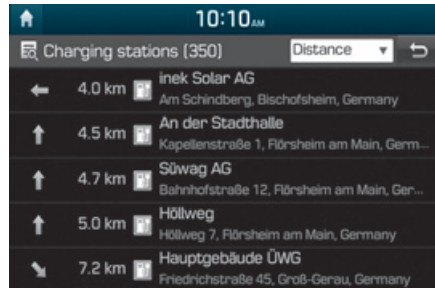 10:10 AM
Charging stations (350) Distance
4.0 km inek Solar AG
Am Schindberg, Bischofsheim, Germany
4.5 km An der Stadthalle
Kapellenstraße 1, Flörsheim am Main, Germ...
4.7 km Süwag AG
Bahnhofstraße 12, Flörsheim am Main, Ger...
5.0 km Höllweg
Höllweg 7, Flörsheim am Main, Germany
7.2 km Hauptgebäude ÜWG
Friedrichstraße 45, Groß-Gerau, Germany